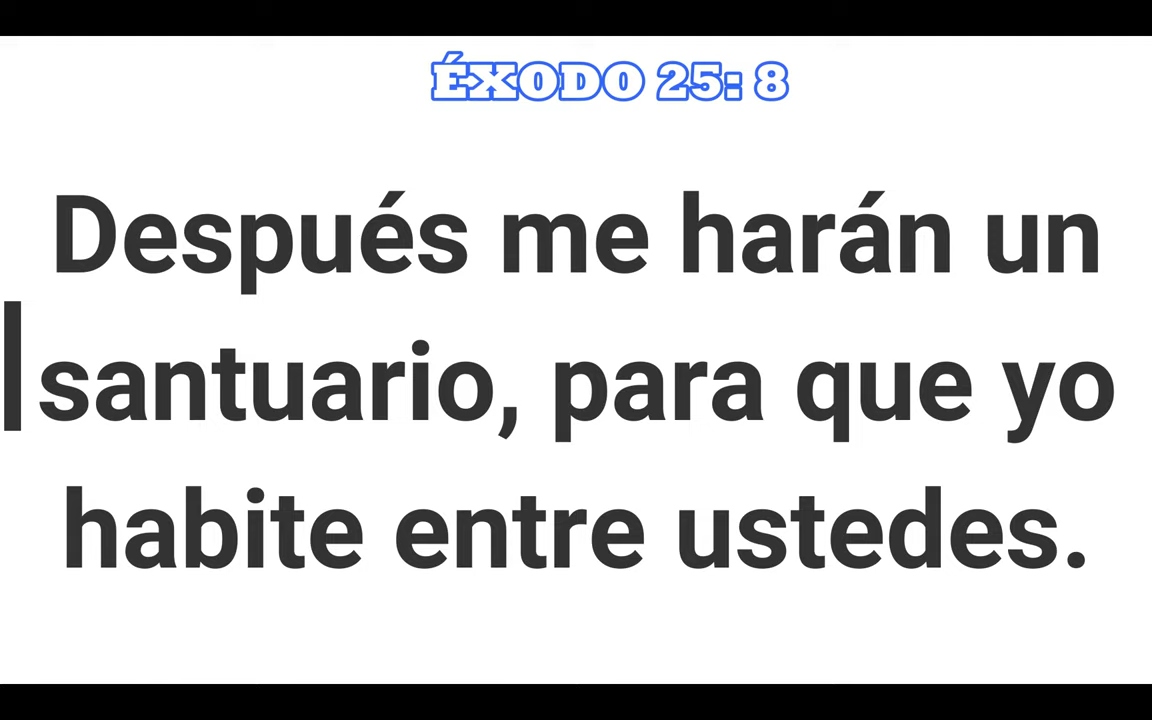 ÉXODO 25: 8
Después me harán un
santuario, para que yo
habite entre ustedes.